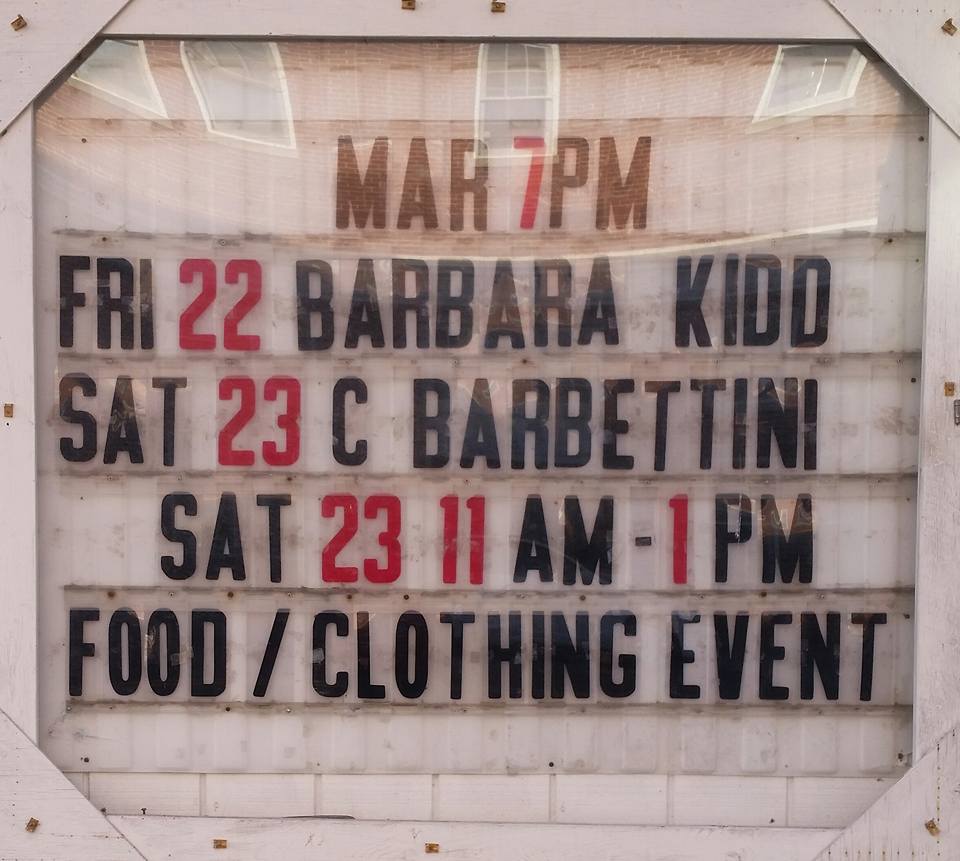 MAR 7PM
FRI 22 BARBARA KIDD
SAT 23 C BARBETTINI
SAT 23 11 AM - 1 PM
FOOD / CLOTHING EVENT